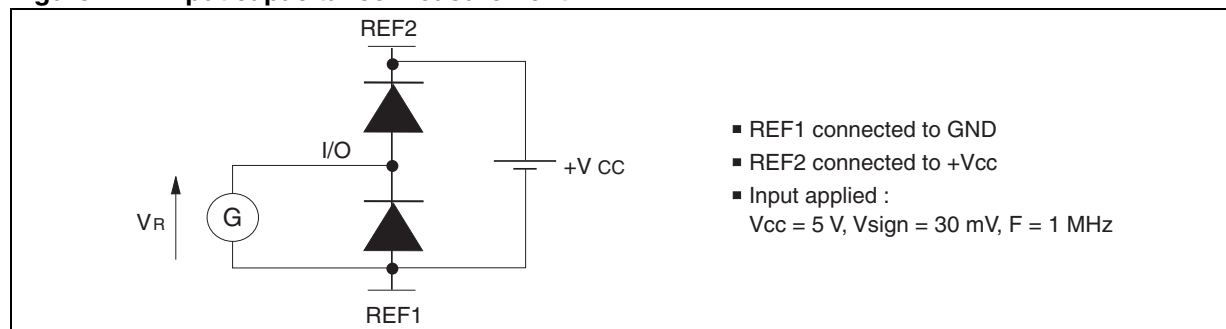 REF2
I/O
+V CC
VR
G
REF1
■ REF1 connected to GND
■ REF2 connected to +Vcc
■ Input applied :
Vcc = 5 V, Vsign = 30 mV, F = 1 MHz